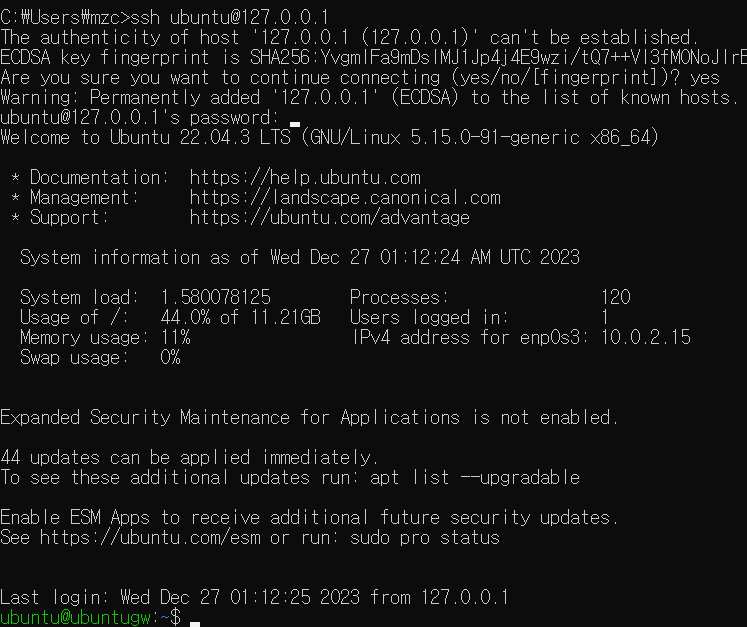 C:₩Users₩mzc>ssh ubuntu@127.0.0.1
The authenticity of host '127.0.0.1 (127.0.0.1)' can't be established.
ECDSA key fingerprint is
Are you sure you want to continue connecting (yes/no/[fingerprint])? yes
Warning: Permanently added '127.0.0.1' (ECDSA) to the list of known hosts.
ubuntu@127.0.0.1's password:
Welcome to Ubuntu 22.04.3 LTS (GNU/Linux 5.15.0-91-generic x86_64)
* Documentation: https://help.ubuntu.com
* Management: https://landscape.canonical.com
* Support: https://ubuntu.com/advantage
System information as of Wed Dec 27 01:12:24 AM UTC 2023
System load: 1.580078125 Processes: 120
Usage of /: 44.0% of 11.21GB Users logged in: 1
Memory usage: 11% IPv4 address for enp0s3: 10.0.2.15
Swap usage: 0%
Expanded Security Maintenance for Applications is not enabled.
44 updates can be applied immediately.
To see these additional updates run: apt list --upgradable
Enable ESM Apps to receive additional future security updates.
See https://ubuntu.com/esm or run: sudo pro status
Last login: Wed Dec 27 01:12:25 2023 from 127.0.0.1
ubuntu@ubuntugw:~$